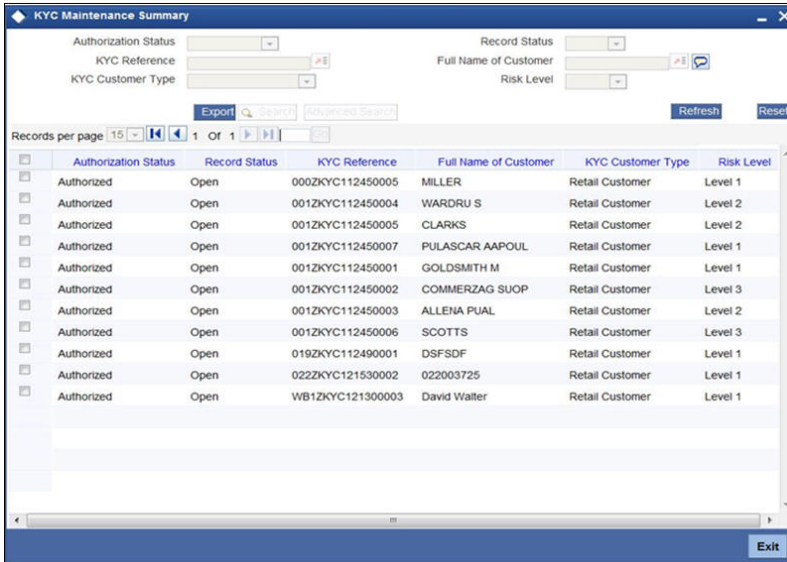 KYC Maintenance Summary
Authorization Status Record Status
KYC Reference Full Name of Customer
KYC Customer Type Risk Level
Export Search Advanced Search Refresh Reset
Records per page 15 1 Of 1 Go
Authorization Status Record Status KYC Reference Full Name of Customer KYC Customer Type Risk Level
Authorized Open 000ZKYC112450005 MILLER Retail Customer Level 1
Authorized Open 001ZKYC112450004 WARDRU S Retail Customer Level 2
Authorized Open 001ZKYC112450005 CLARKS Retail Customer Level 2
Authorized Open 001ZKYC112450007 PULASCAR AAPOUL Retail Customer Level 1
Authorized Open 001ZKYC112450001 GOLDSMITH M Retail Customer Level 1
Authorized Open 001ZKYC112450002 COMMERZAG SUOP Retail Customer Level 3
Authorized Open 001ZKYC112450003 ALLENA PUAL Retail Customer Level 2
Authorized Open 001ZKYC112450006 SCOTTS Retail Customer Level 3
Authorized Open 019ZKYC112490001 DSFSDF Retail Customer Level 1
Authorized Open 022ZKYC121530002 022003725 Retail Customer Level 1
Authorized Open WB1ZKYC121300003 David Walter Retail Customer Level 1
Exit